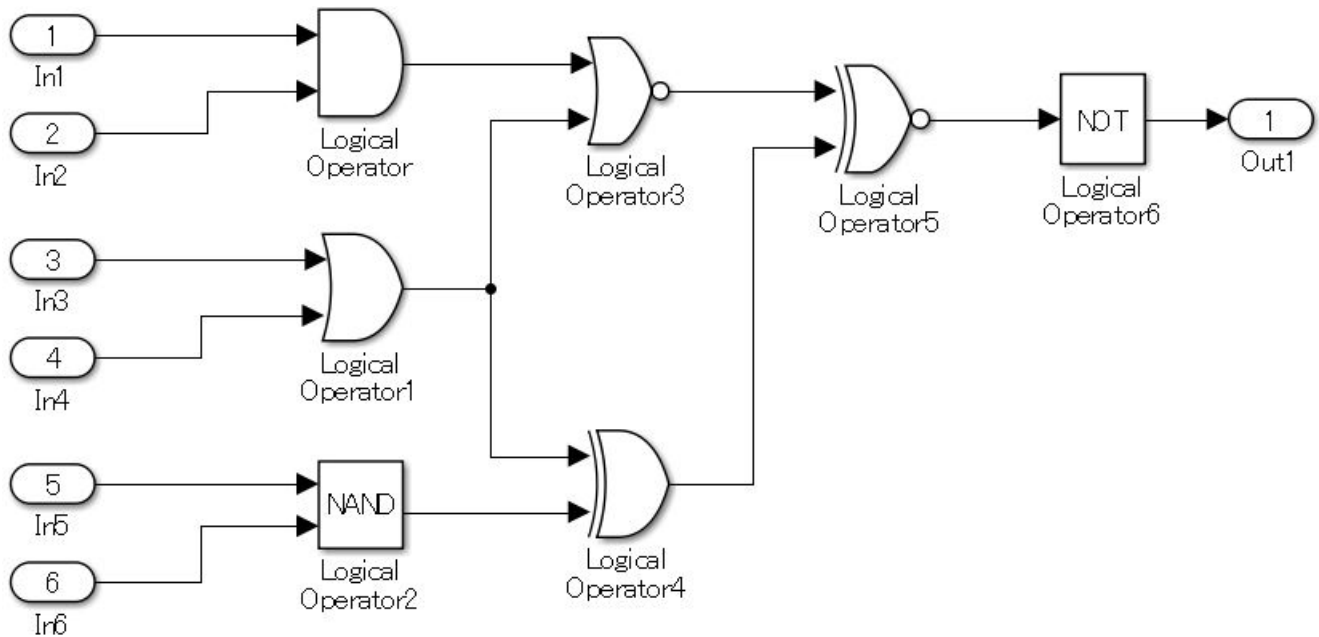 1
In1
2
In2
Logical
Operator
Logical
Operator3
Logical
Operator5
NOT
Logical
Operator6
1
Out1
3
In3
4
In4
Logical
Operator1
5
In5
6
In6
NAND
Logical
Operator2
Logical
Operator4